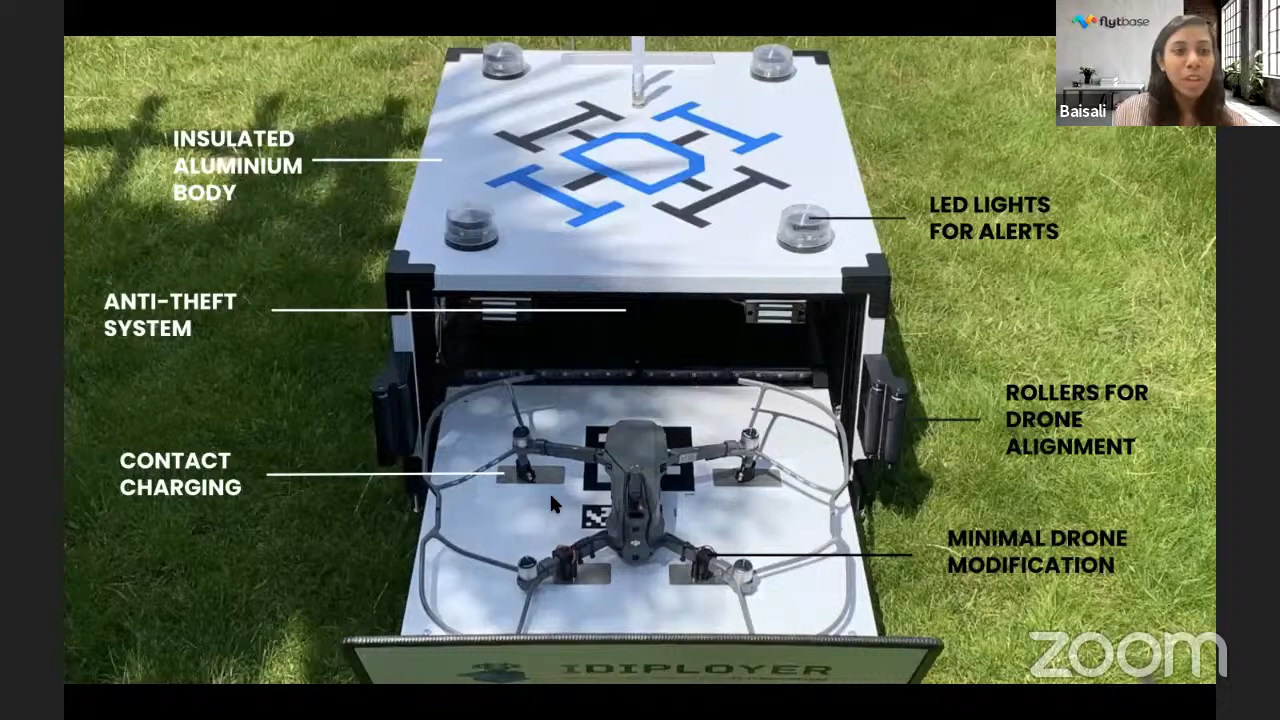 flytbase
Baisali
INSULATED
ALUMINIUM
BODY
LED LIGHTS
FOR ALERTS
ANTI-THEFT
SYSTEM
ROLLERS FOR
DRONE
ALIGNMENT
CONTACT
CHARGING
MINIMAL DRONE
MODIFICATION
IDIPLOYER
zoom